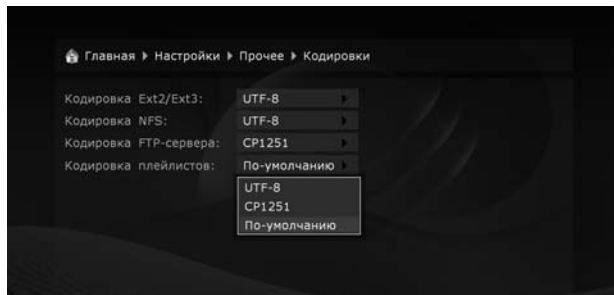 Главная ▶ Настройки ▶ Прочее ▶ Кодировки
Кодировка Ext2/Ext3: UTF-8
Кодировка NFS: UTF-8
Кодировка FTP-сервера: CP1251
Кодировка плейлистов: По-умолчанию
UTF-8
CP1251
По-умолчанию